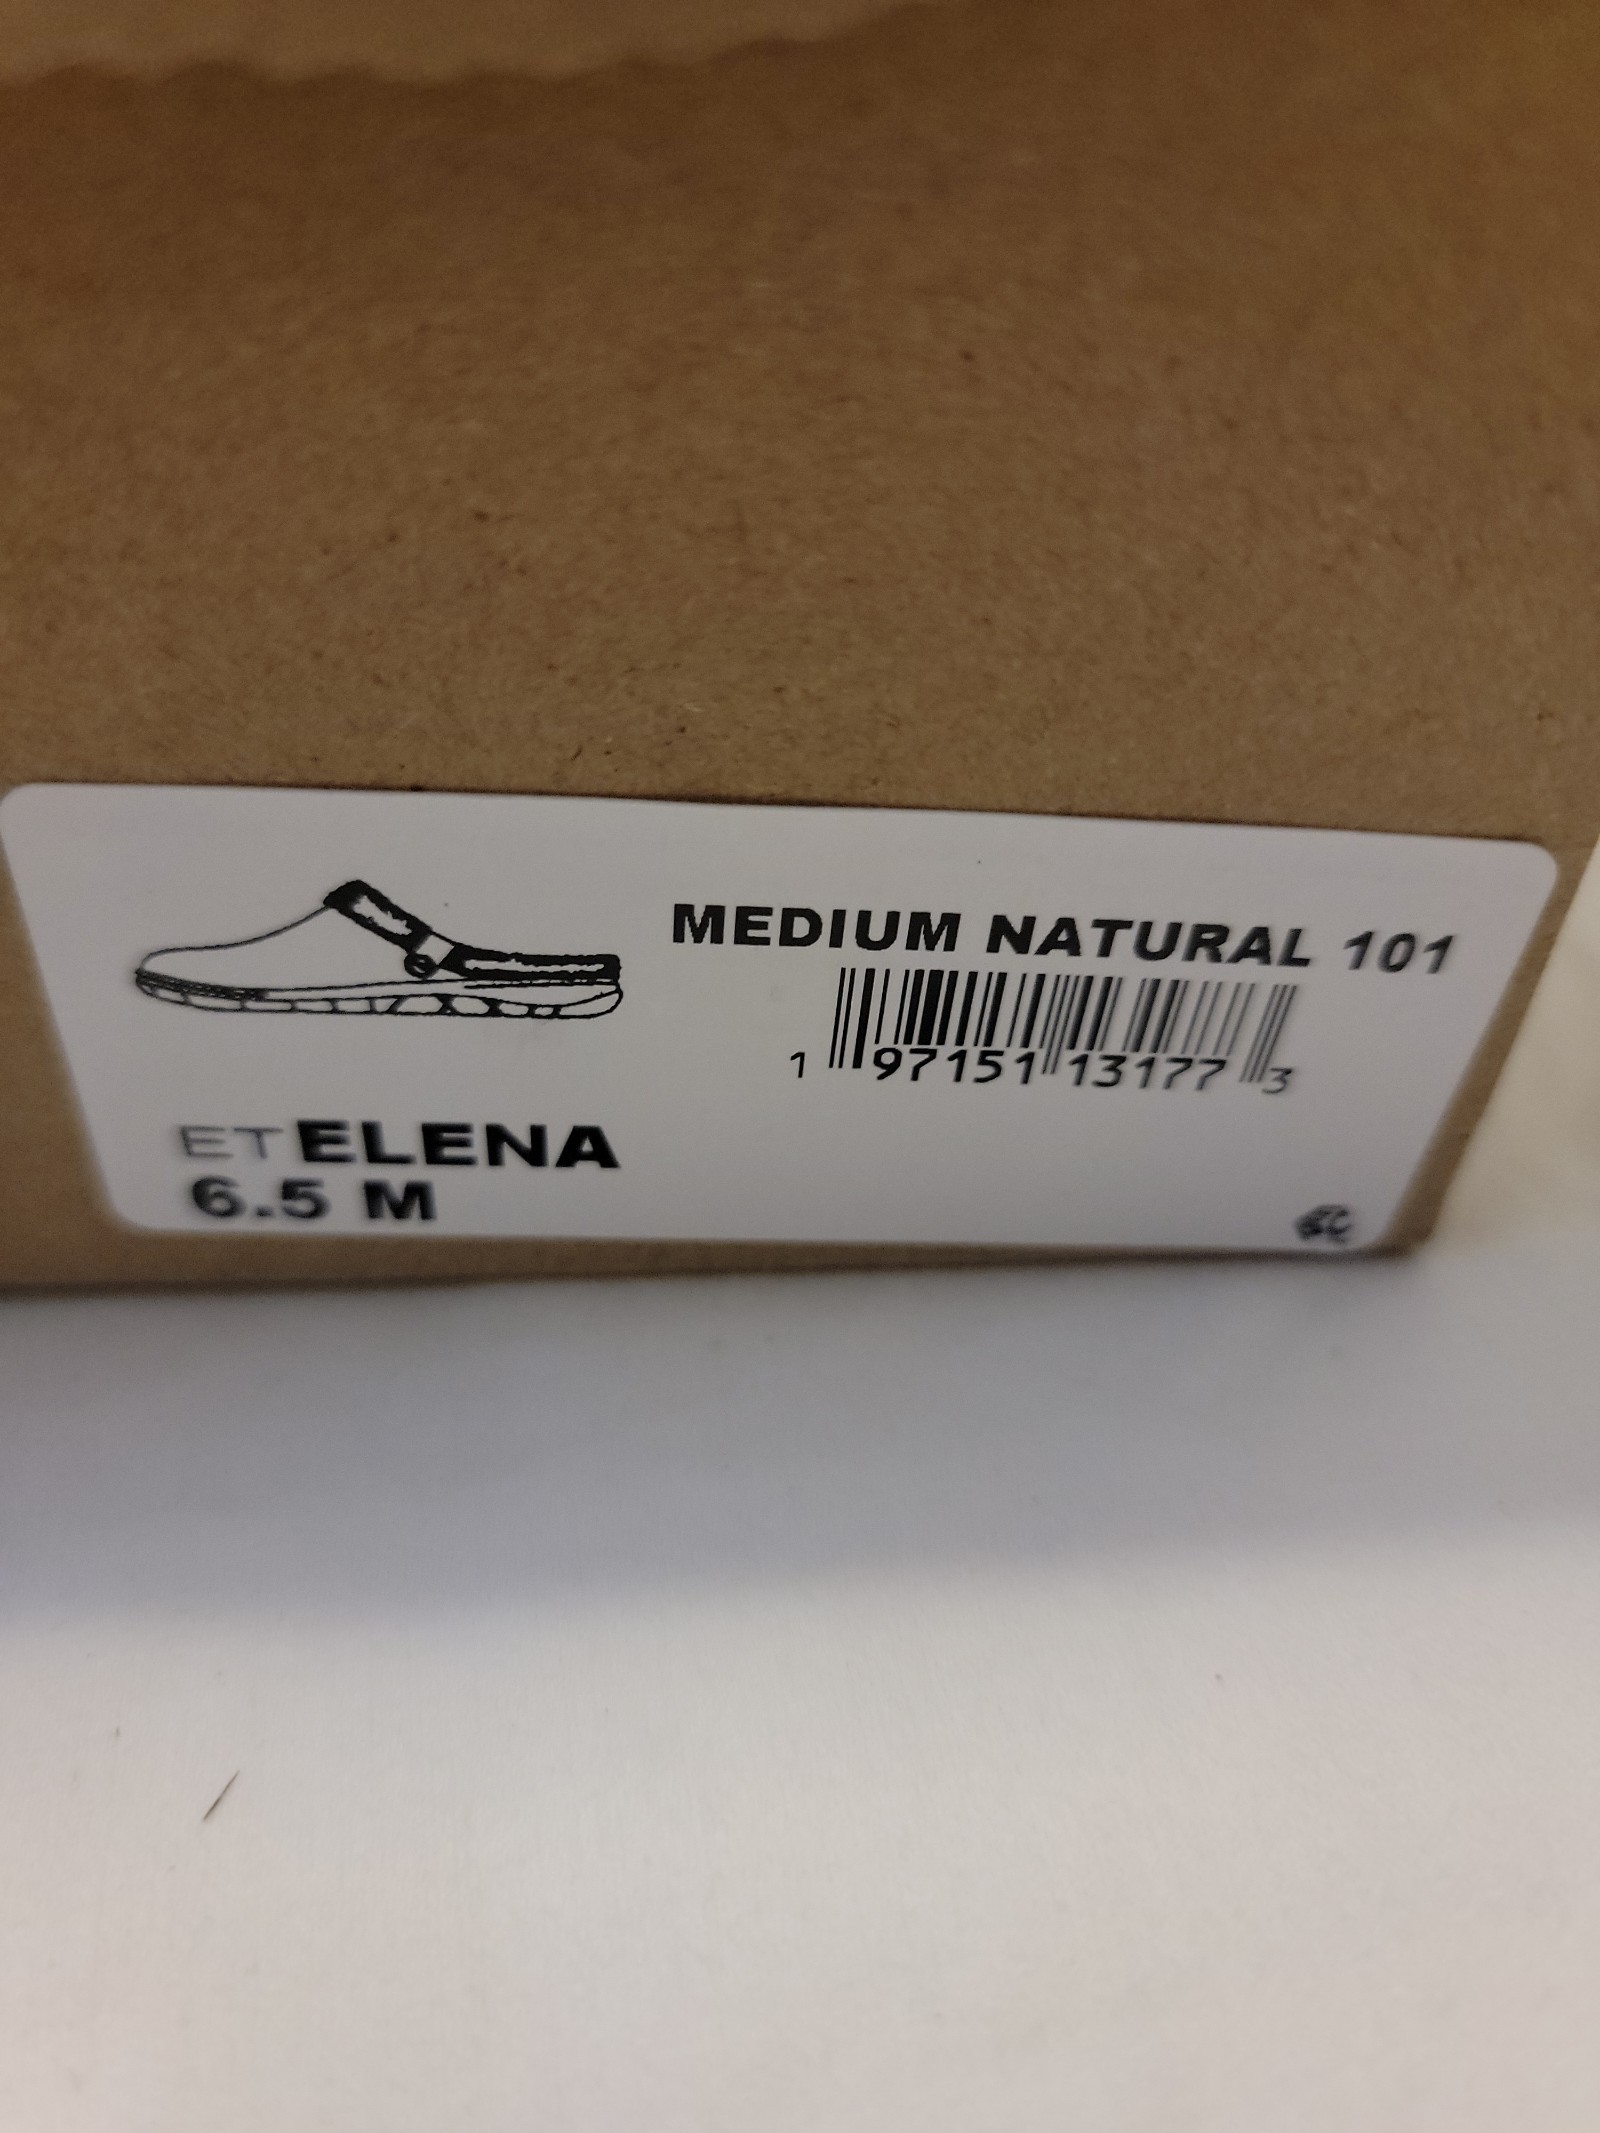 MEDIUM NATURAL 101
1 97151 13177 3
ETELENA
6.5 M